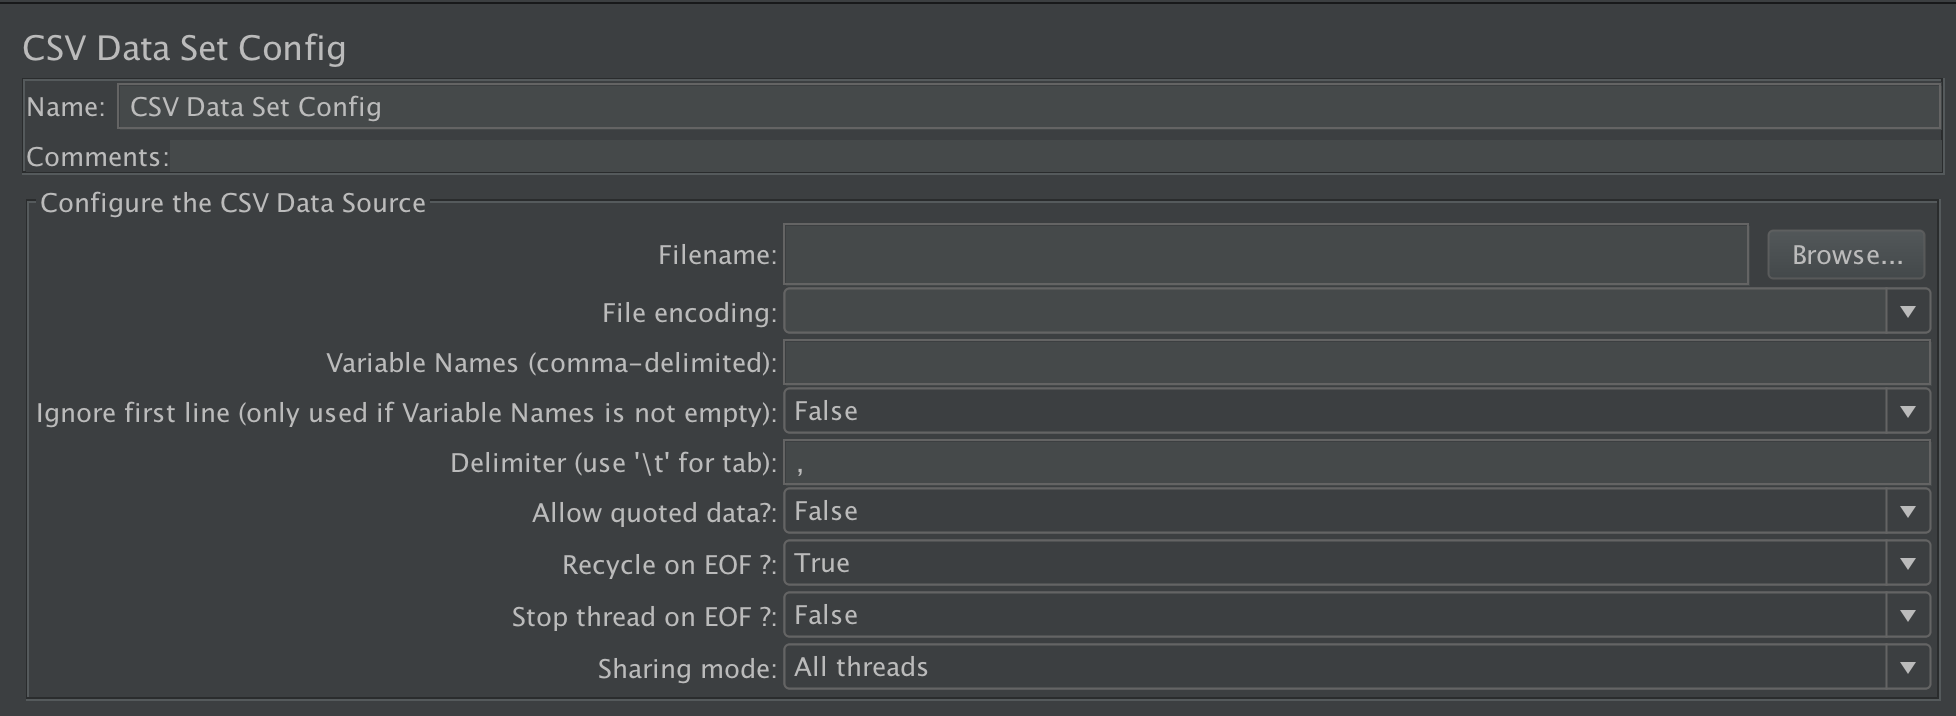 CSV Data Set Config
Name: CSV Data Set Config
Comments:
Configure the CSV Data Source
Filename: Browse...
File encoding:
Variable Names (comma-delimited):
Ignore first line (only used if Variable Names is not empty): False
Delimiter (use '\t' for tab): ,
Allow quoted data?: False
Recycle on EOF ?: True
Stop thread on EOF ?: False
Sharing mode: All threads